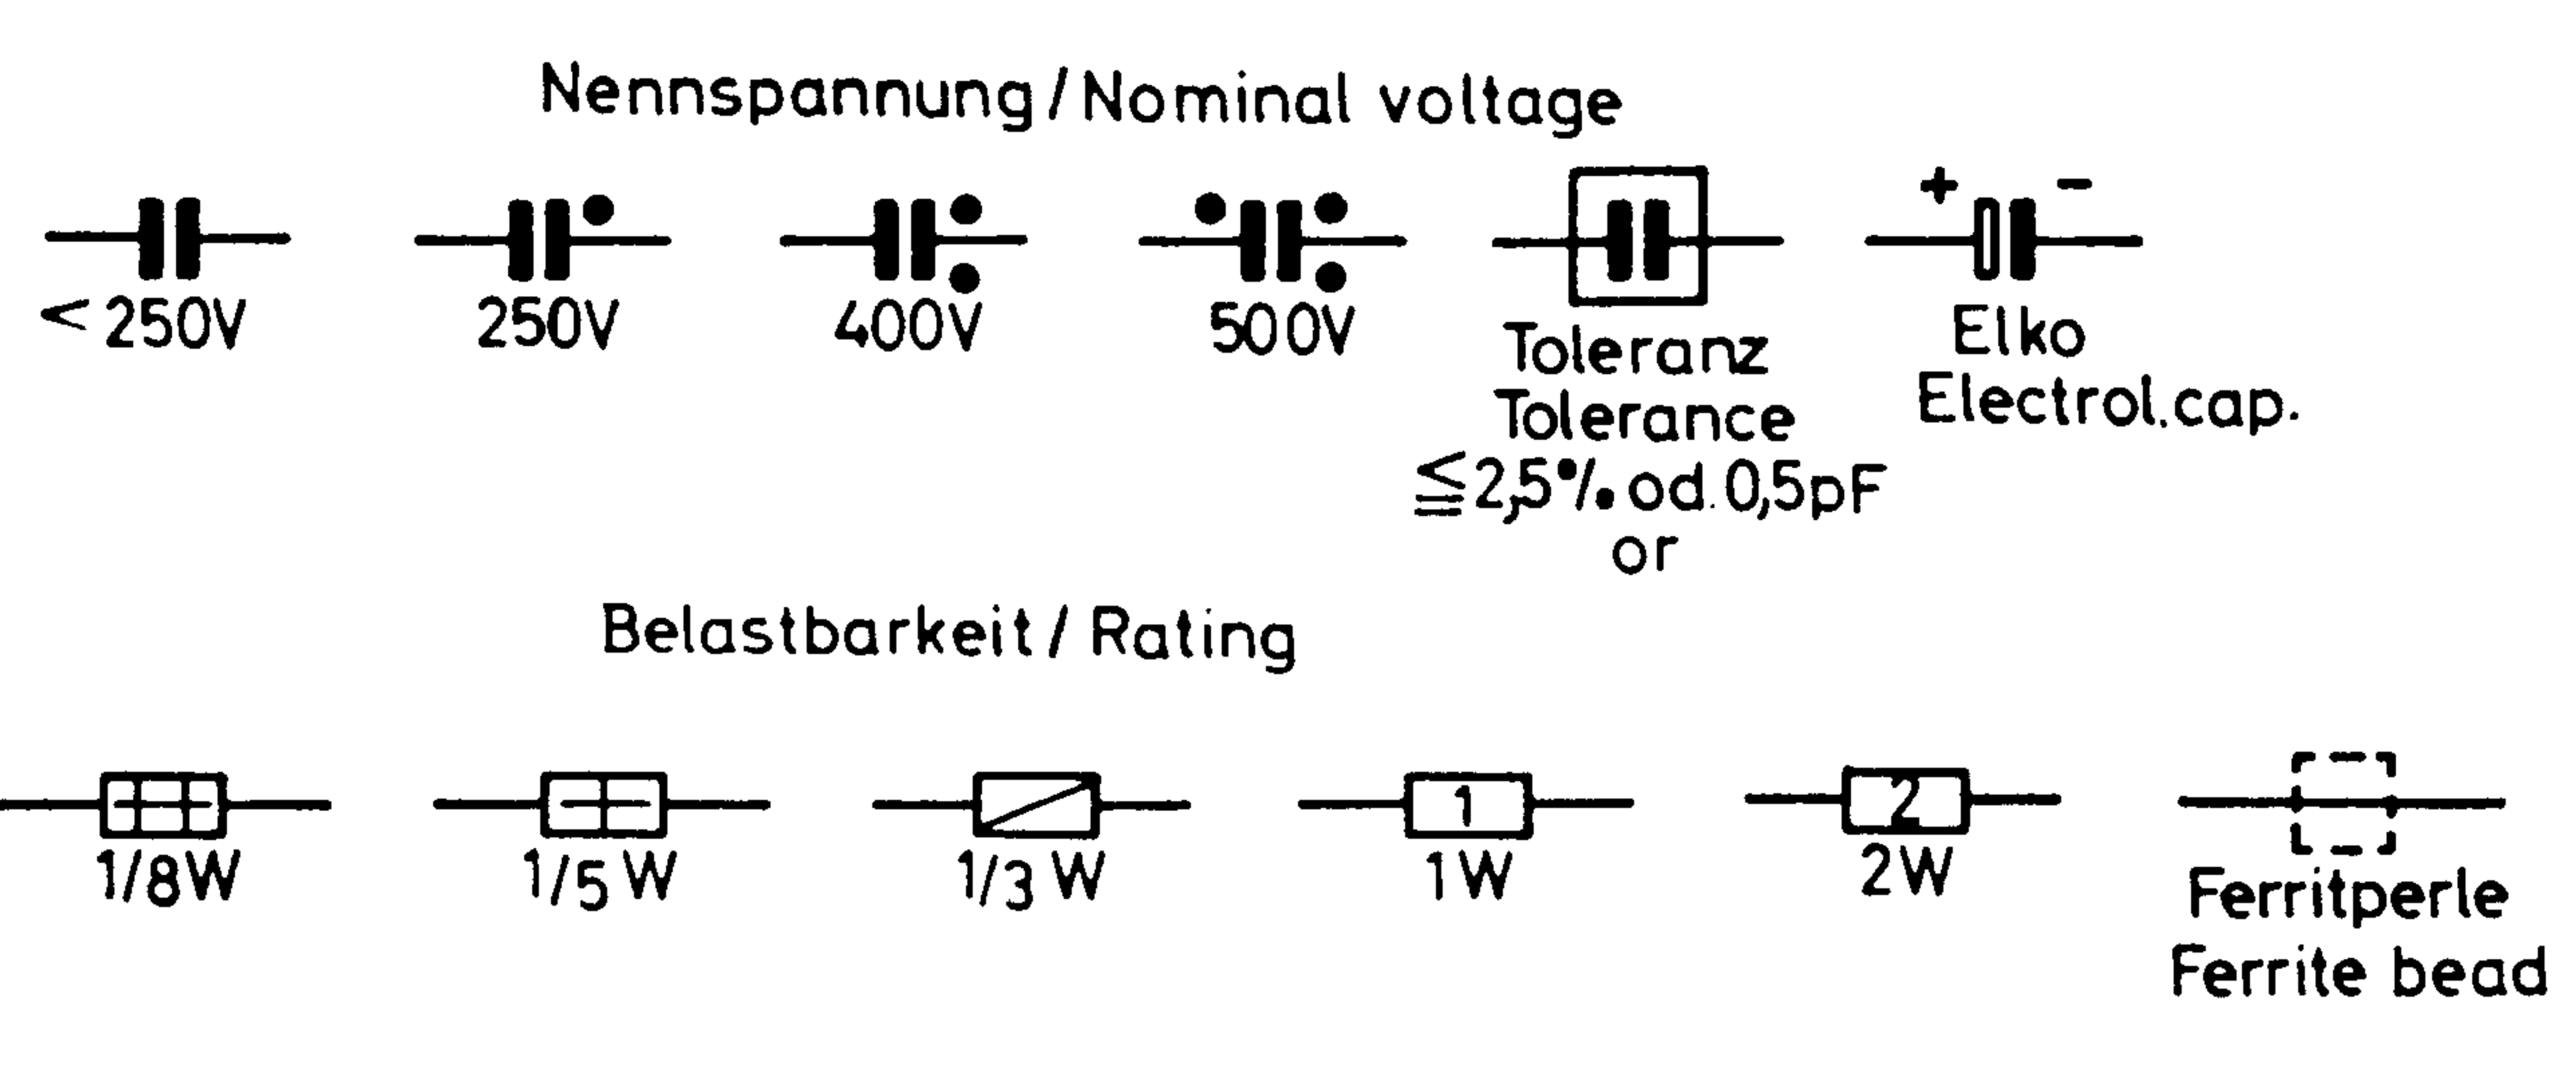 Nennspannung / Nominal voltage
+ -
< 250V 250V 400V 500V
Toleranz
Tolerance
≦ 2,5% od. 0,5pF
or
Elko
Electrol. cap.
Belastbarkeit / Rating
1 2
1/8W 1/5 W 1/3 W 1W 2W
Ferritperle
Ferrite bead